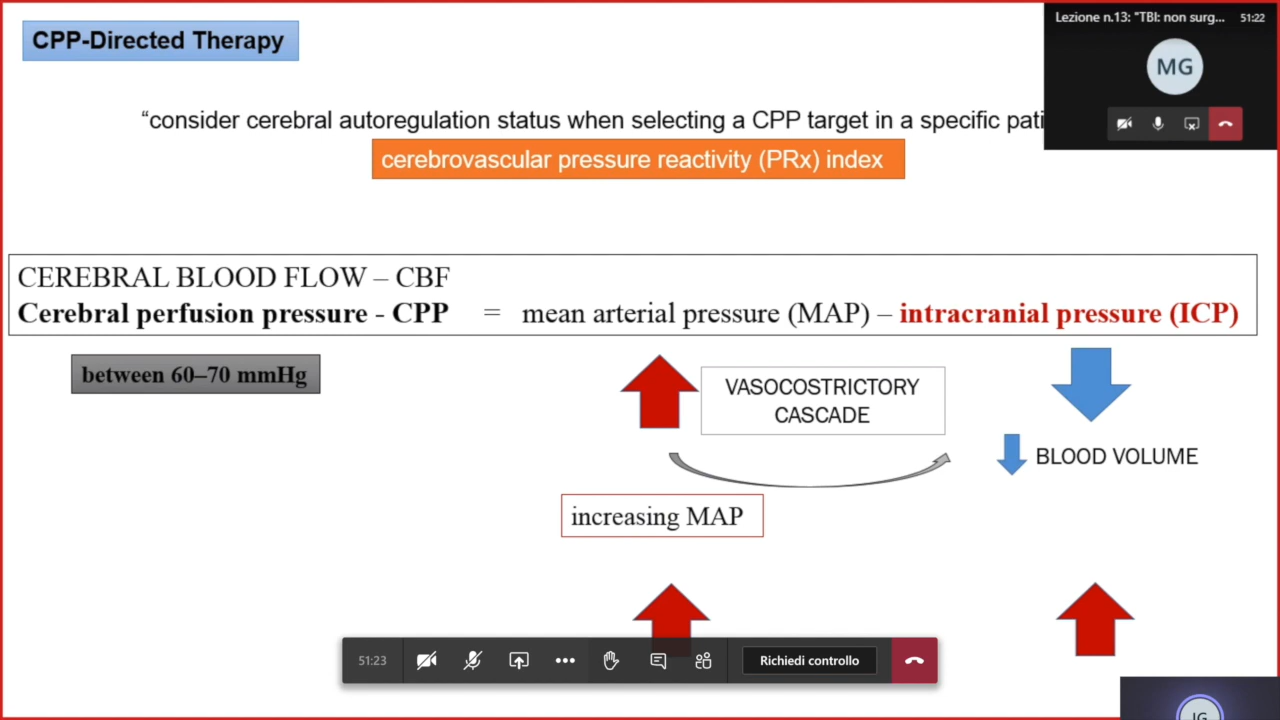 CPP-Directed Therapy
Lezione n.13: "TBI: non surg... 51:22
MG
“consider cerebral autoregulation status when selecting a CPP target in a specific pati
cerebrovascular pressure reactivity (PRx) index
CEREBRAL BLOOD FLOW – CBF
Cerebral perfusion pressure - CPP = mean arterial pressure (MAP) – intracranial pressure (ICP)
between 60–70 mmHg
VASOCOSTRICTORY
CASCADE
BLOOD VOLUME
increasing MAP
51:23 Richiedi controllo